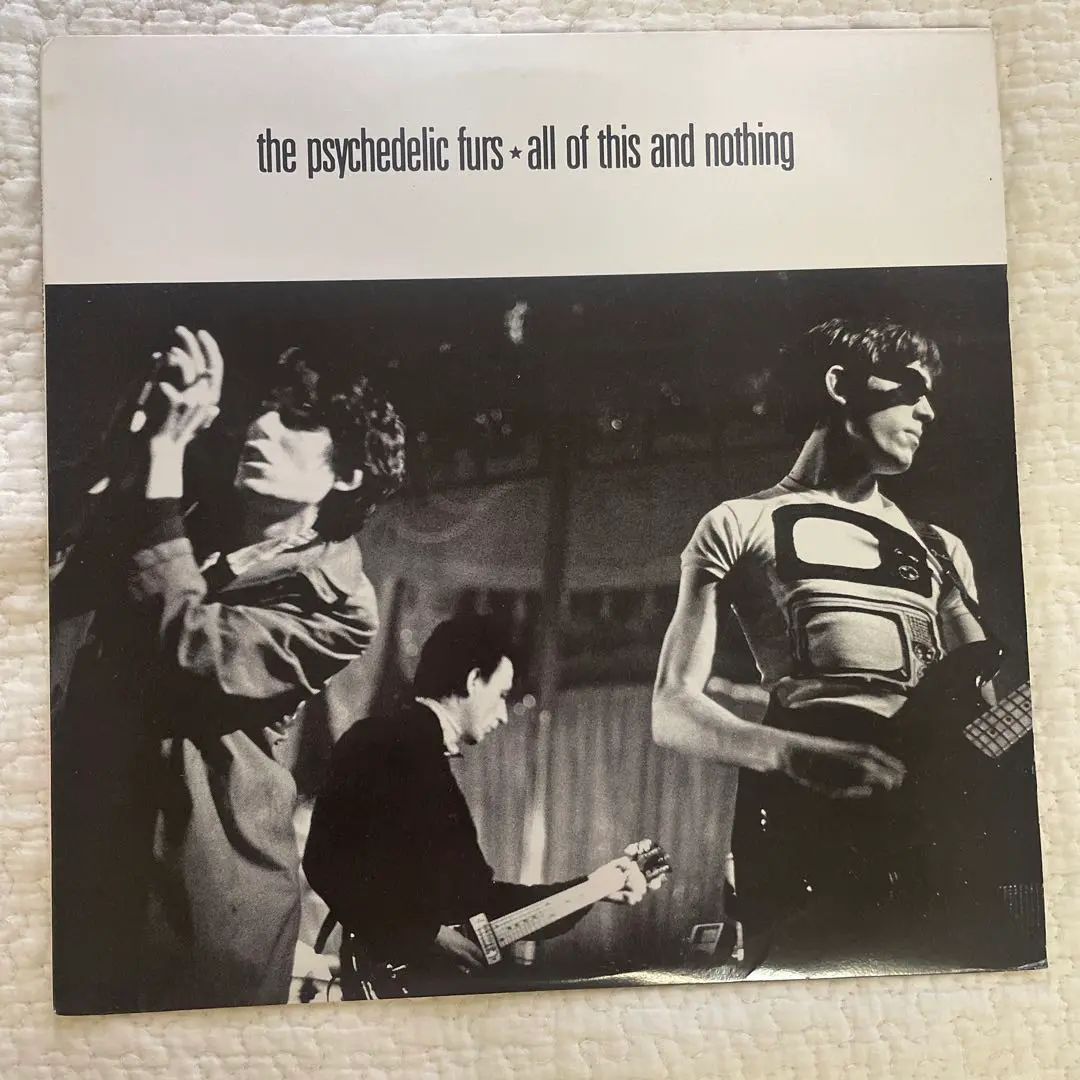 the psychedelic furs ★ all of this and nothing